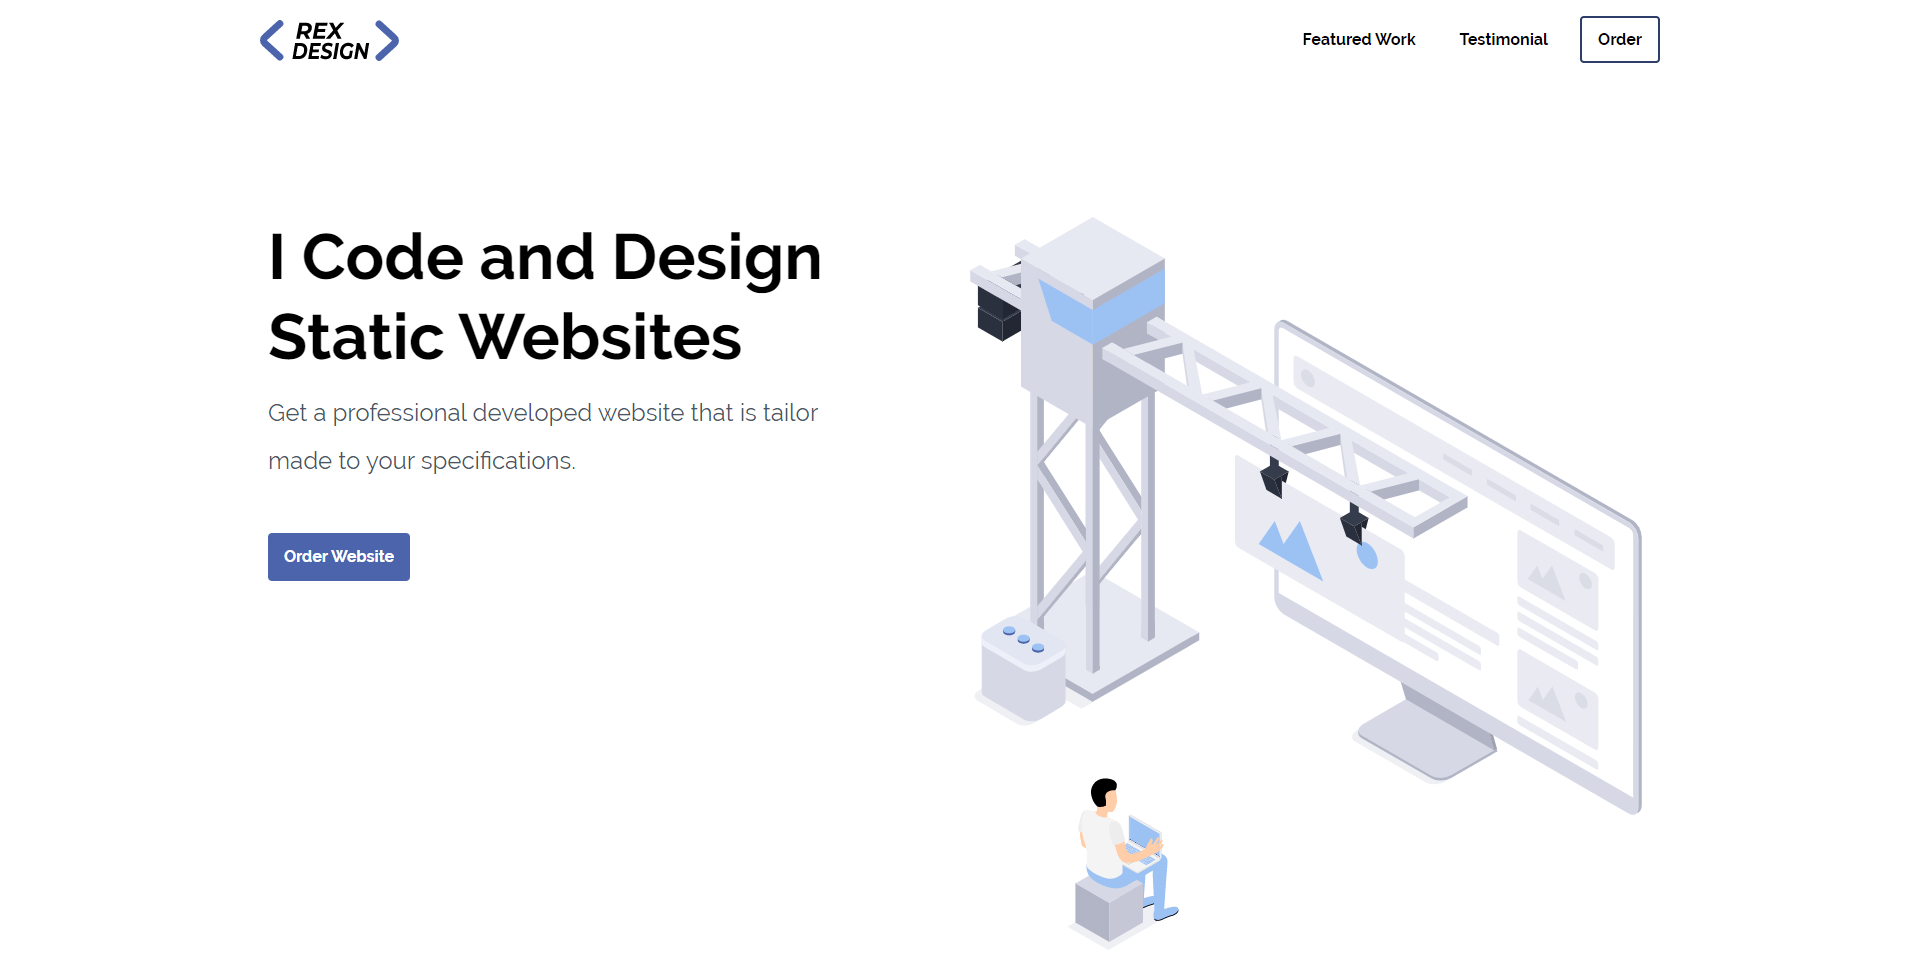 REX
DESIGN
Featured Work
Testimonial
Order
I Code and Design
Static Websites
Get a professional developed website that is tailor
made to your specifications.
Order Website